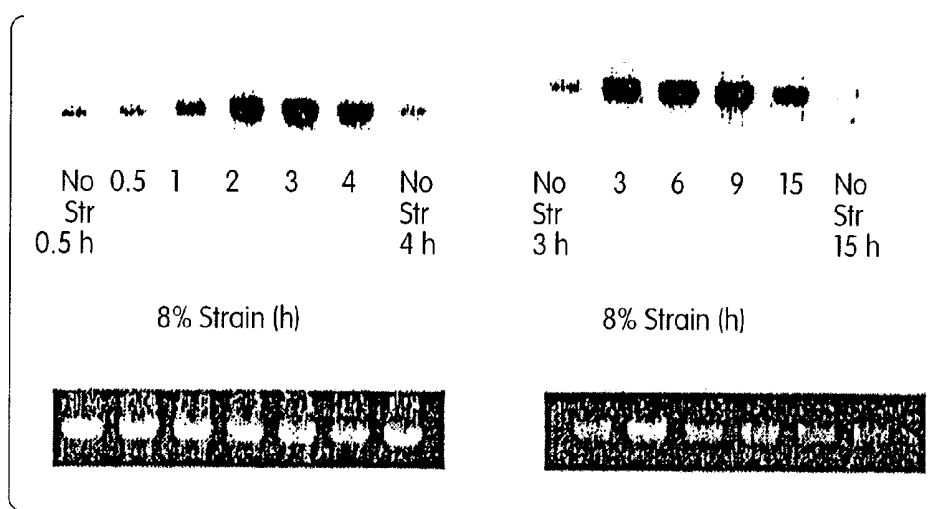 No 0.5 1 2 3 4 No
Str Str
0.5 h 4 h
8% Strain (h)
No 3 6 9 15 No
Str Str
3 h 15 h
8% Strain (h)